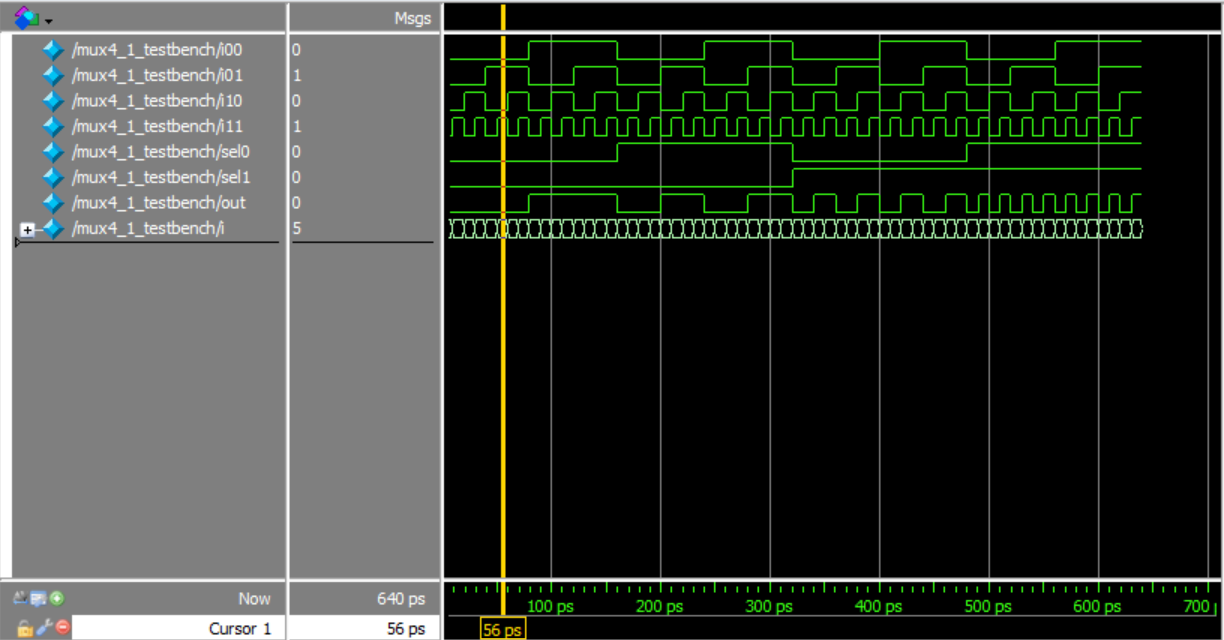 Msgs
/mux4_1_testbench/i00 0
/mux4_1_testbench/i01 1
/mux4_1_testbench/i10 0
/mux4_1_testbench/i11 1
/mux4_1_testbench/sel0 0
/mux4_1_testbench/sel1 0
/mux4_1_testbench/out 0
/mux4_1_testbench/i 5
Now 640 ps 100 ps 200 ps 300 ps 400 ps 500 ps 600 ps 700 p
Cursor 1 56 ps 56 ps